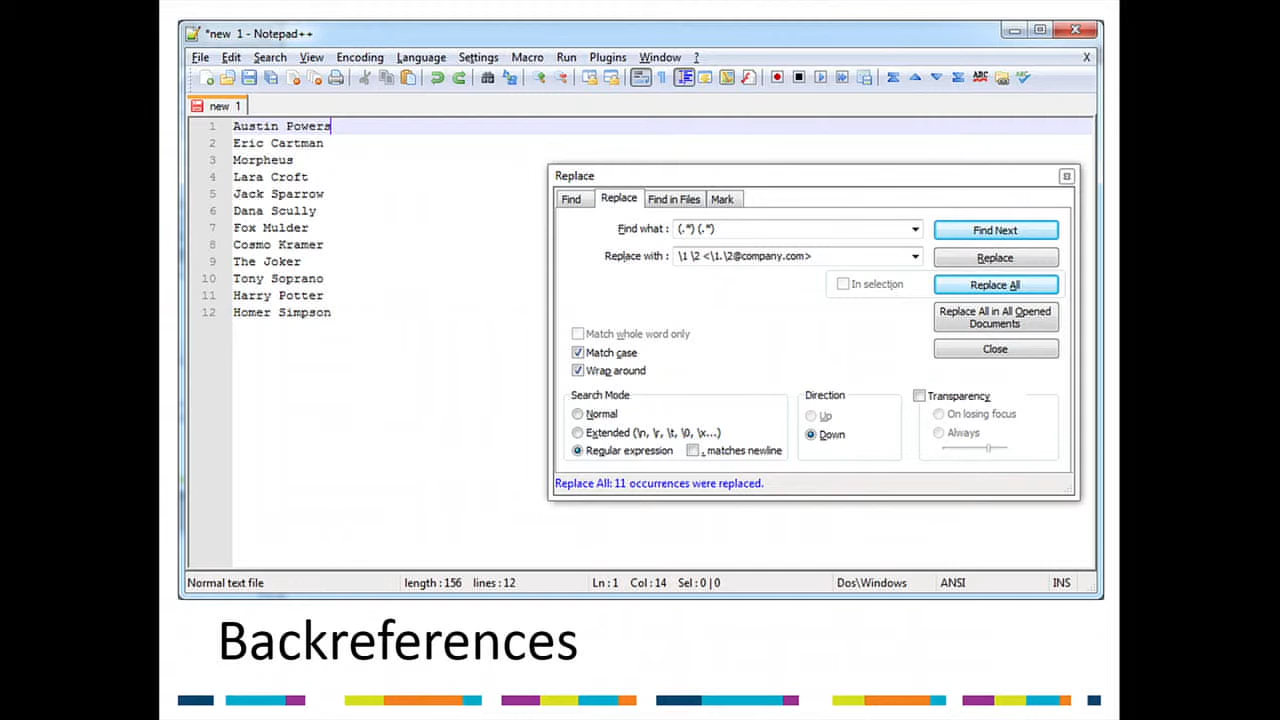 *new 1 - Notepad++
File Edit Search View Encoding Language Settings Macro Run Plugins Window ? X
new 1
1 Austin Powers
2 Eric Cartman
3 Morpheus
4 Lara Croft
5 Jack Sparrow
6 Dana Scully
7 Fox Mulder
8 Cosmo Kramer
9 The Joker
10 Tony Soprano
11 Harry Potter
12 Homer Simpson
Replace
Find Replace Find in Files Mark
Find what : (.*) (.*) Find Next
Replace with : \1 \2 <\1.\2@company.com> Replace
In selection Replace All
Replace All in All Opened
Documents
Match whole word only
Match case Close
Wrap around
Search Mode Direction Transparency
Normal Up On losing focus
Extended (\n, \r, \t, \0, \x...) Down Always
Regular expression . matches newline
Replace All: 11 occurrences were replaced.
Normal text file length : 156 lines : 12 Ln : 1 Col : 14 Sel : 0 | 0 Dos\Windows ANSI INS
Backreferences